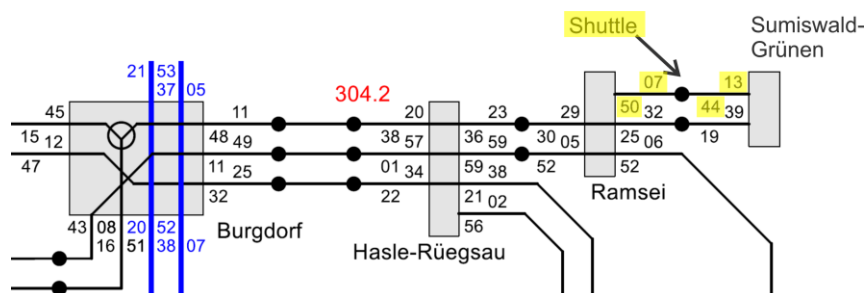 Shuttle
Sumiswald-
Grünen
21 53
37 05
304.2
07 13
45 11 20 23 29 50 32 44 39
15 12 48 49 38 57 36 59 30 05 25 06 19
47 11 25 01 34 59 38 52 52
32 22 21 02
Ramsei
43 08 20 52 07
16 51 38
Burgdorf
56
Hasle-Rüegsau